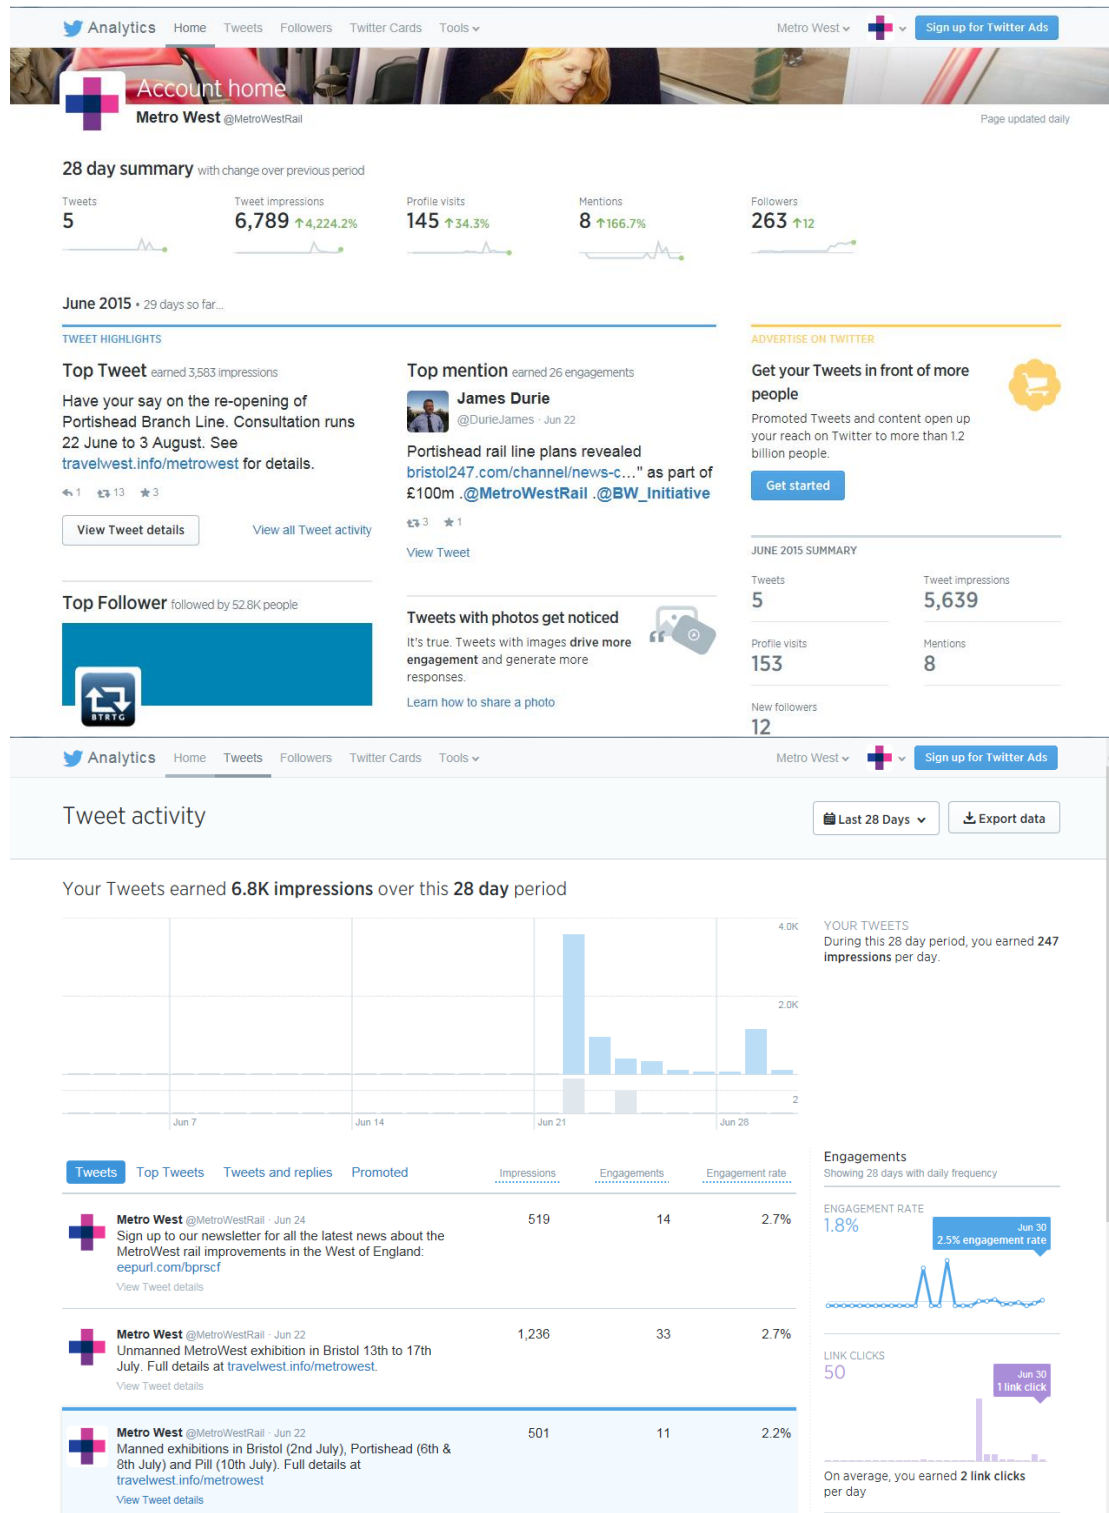 Analytics Home Tweets Followers Twitter Cards Tools Metro West Sign up for Twitter Ads
Account home
Metro West @MetroWestRail Page updated daily
28 day summary with change over previous period
Tweets Tweet impressions Profile visits Mentions Followers
5 6,789 ↑4,224.2% 145 ↑34.3% 8 ↑166.7% 263 ↑12
June 2015 • 29 days so far...
TWEET HIGHLIGHTS
Top Tweet earned 3,583 impressions
Have your say on the re-opening of
Portishead Branch Line. Consultation runs
22 June to 3 August. See
travelwest.info/metrowest for details.
1 13 3
View Tweet details View all Tweet activity
Top mention earned 26 engagements
James Durie
@DurieJames · Jun 22
Portishead rail line plans revealed
bristol247.com/channel/news-c..." as part of
£100m .@MetroWestRail .@BW_Initiative
3 1
View Tweet
ADVERTISE ON TWITTER
Get your Tweets in front of more
people
Promoted Tweets and content open up
your reach on Twitter to more than 1.2
billion people.
Get started
Top Follower followed by 52.8K people
BTRTG
Tweets with photos get noticed
It's true. Tweets with images drive more
engagement and generate more
responses.
Learn how to share a photo
JUNE 2015 SUMMARY
Tweets Tweet impressions
5 5,639
Profile visits Mentions
153 8
New followers
12
Analytics Home Tweets Followers Twitter Cards Tools Metro West Sign up for Twitter Ads
Tweet activity Last 28 Days Export data
Your Tweets earned 6.8K impressions over this 28 day period
4.0K
2.0K
2
Jun 7 Jun 14 Jun 21 Jun 28
YOUR TWEETS
During this 28 day period, you earned 247
impressions per day.
Tweets Top Tweets Tweets and replies Promoted Impressions Engagements Engagement rate
Metro West @MetroWestRail · Jun 24 519 14 2.7%
Sign up to our newsletter for all the latest news about the
MetroWest rail improvements in the West of England:
eepurl.com/bprscf
View Tweet details
Metro West @MetroWestRail · Jun 22 1,236 33 2.7%
Unmanned MetroWest exhibition in Bristol 13th to 17th
July. Full details at travelwest.info/metrowest.
View Tweet details
Metro West @MetroWestRail · Jun 22 501 11 2.2%
Manned exhibitions in Bristol (2nd July), Portishead (6th &
8th July) and Pill (10th July). Full details at
travelwest.info/metrowest
View Tweet details
Engagements
Showing 28 days with daily frequency
ENGAGEMENT RATE
1.8%
Jun 30
2.5% engagement rate
LINK CLICKS
50
Jun 30
1 link click
On average, you earned 2 link clicks
per day